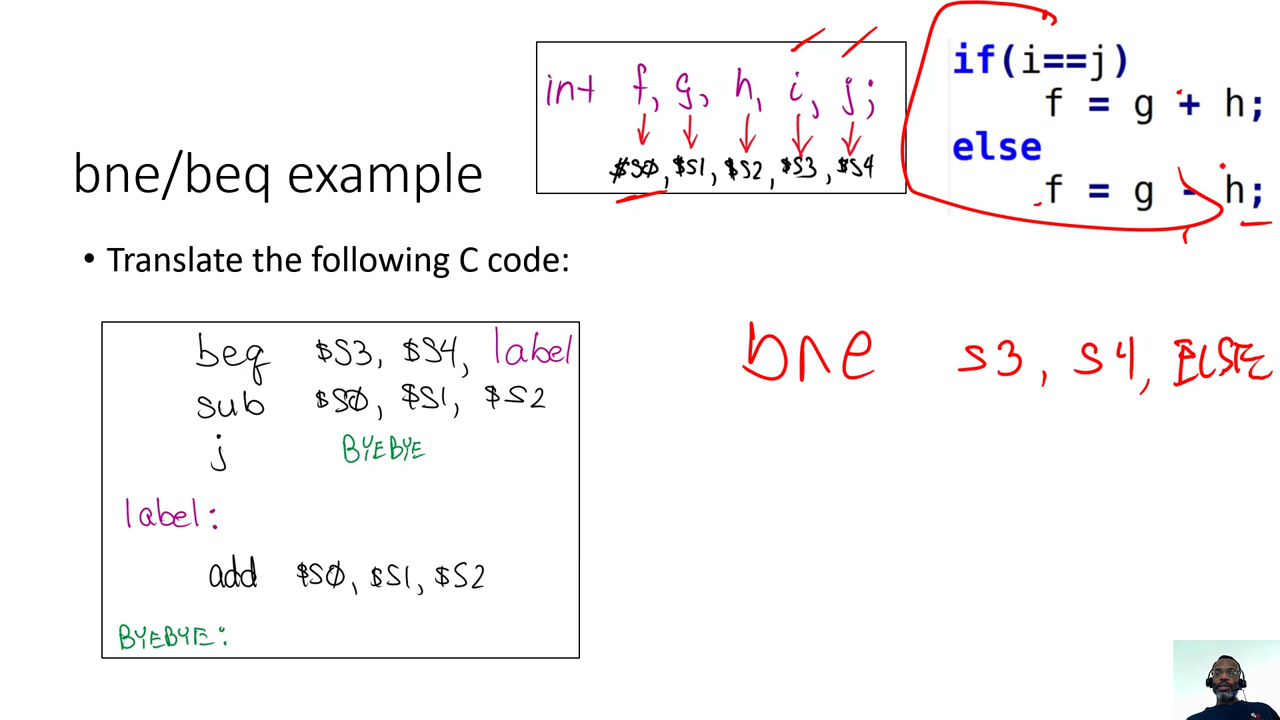 int f, g, h, i, j;
$S0, $S1, $S2, $S3, $S4
if(i==j)
f = g + h;
else
f = g - h;
bne/beq example
• Translate the following C code:
beq $S3, $S4, label
sub $S0, $S1, $S2
j BYEBYE
label:
add $S0, $S1, $S2
BYEBYE:
bne S3, S4, ELSE